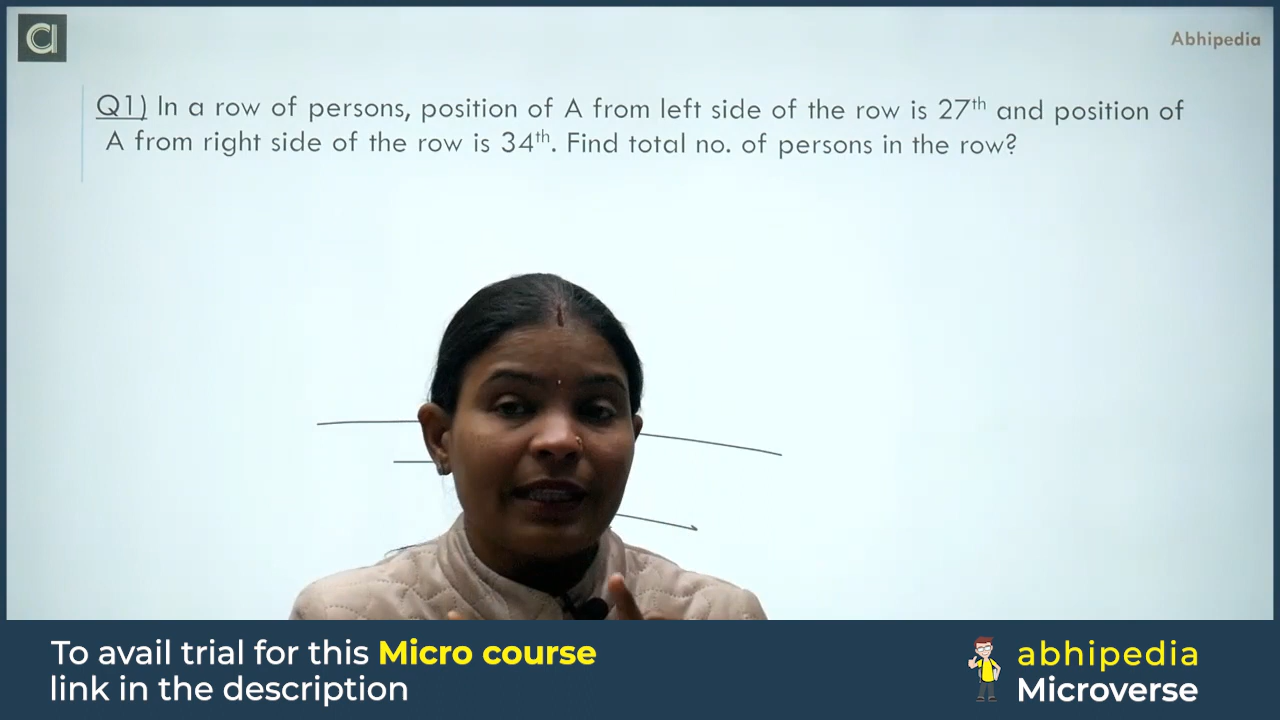 Abhipedia
Q1) In a row of persons, position of A from left side of the row is 27th and position of
A from right side of the row is 34th. Find total no. of persons in the row?
To avail trial for this Micro course
link in the description
abhipedia
Microverse